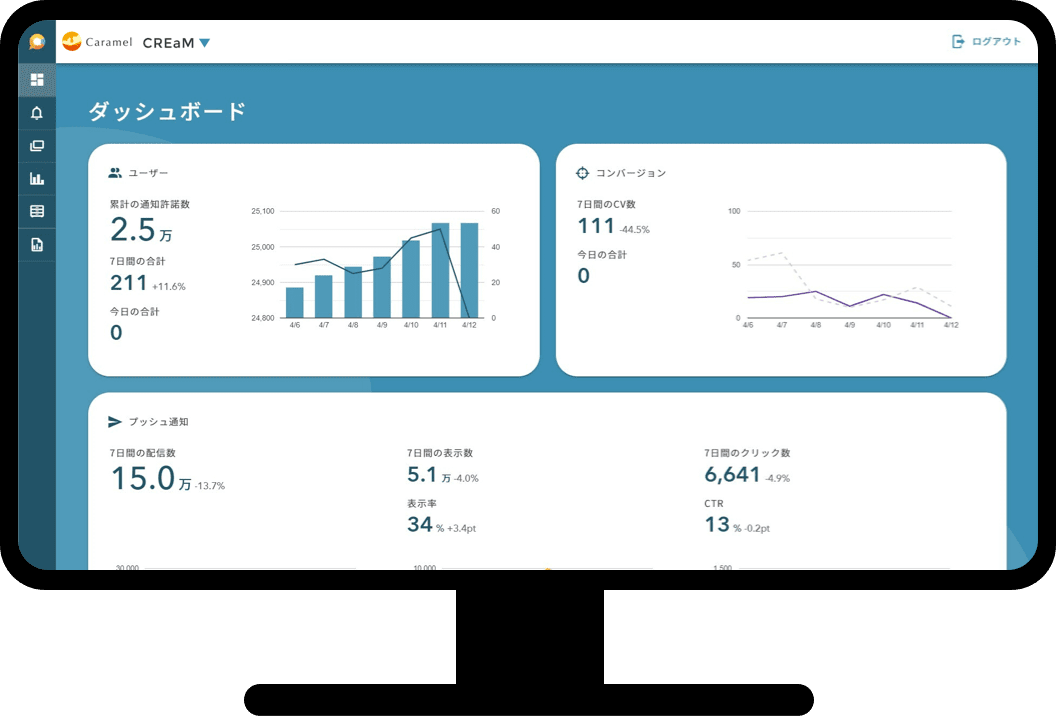 Caramel CREaM ▼
ログアウト
ダッシュボード
ユーザー
累計の通知許諾数
2.5 万
7日間の合計
211 +11.6%
今日の合計
0
25,100
25,000
24,900
24,800
60
40
20
0
4/6 4/7 4/8 4/9 4/10 4/11 4/12
コンバージョン
7日間のCV数
111 -44.5%
今日の合計
0
100
50
0
4/6 4/7 4/8 4/9 4/10 4/11 4/12
プッシュ通知
7日間の配信数
15.0 万 -13.7%
7日間の表示数
5.1 万 -4.0%
表示率
34 % +3.4pt
7日間のクリック数
6,641 -4.9%
CTR
13 % -0.2pt
30,000
10,000
1,500